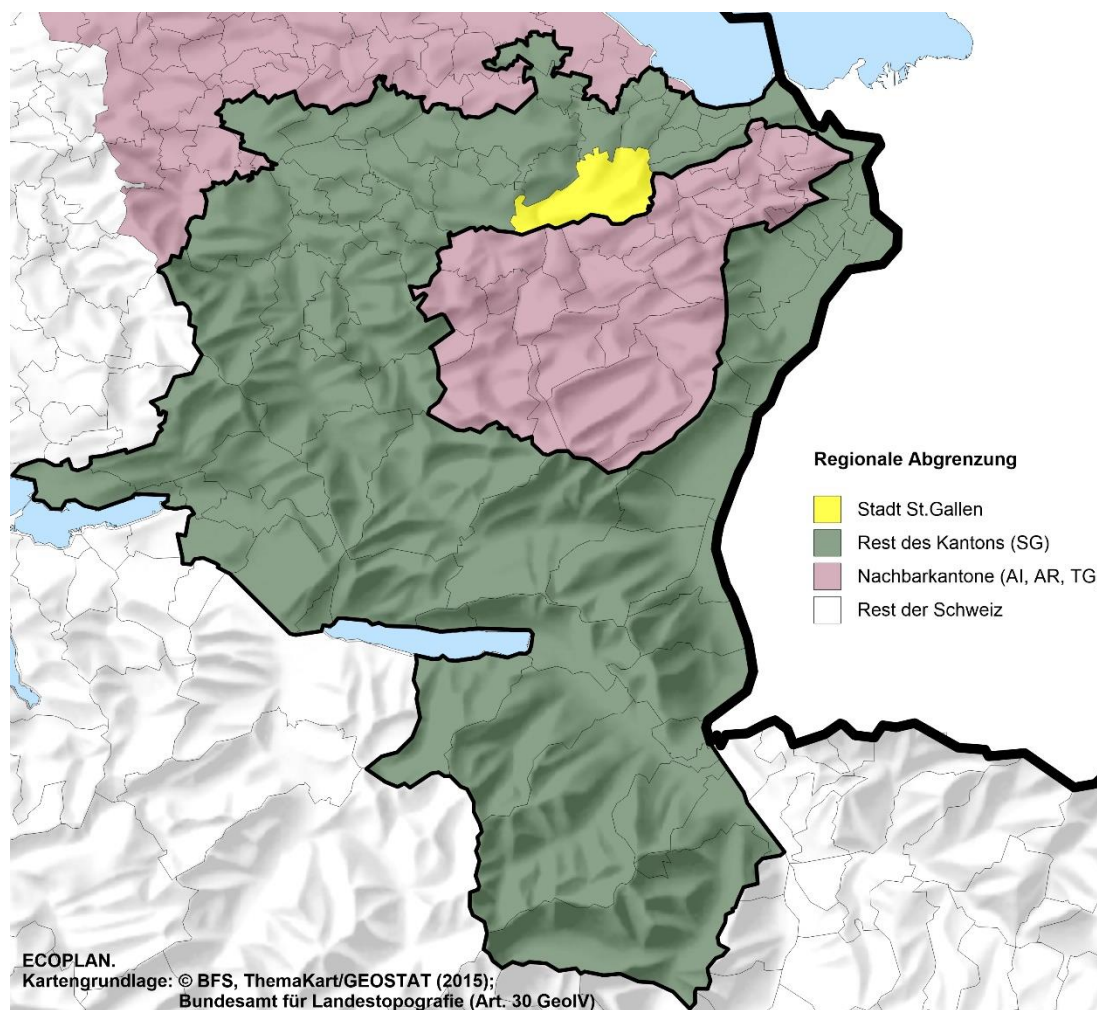 Regionale Abgrenzung
Stadt St.Gallen
Rest des Kantons (SG)
Nachbarkantone (AI, AR, TG
Rest der Schweiz
ECOPLAN.
Kartengrundlage: © BFS, ThemaKart/GEOSTAT (2015);
Bundesamt für Landestopografie (Art. 30 GeoIV)